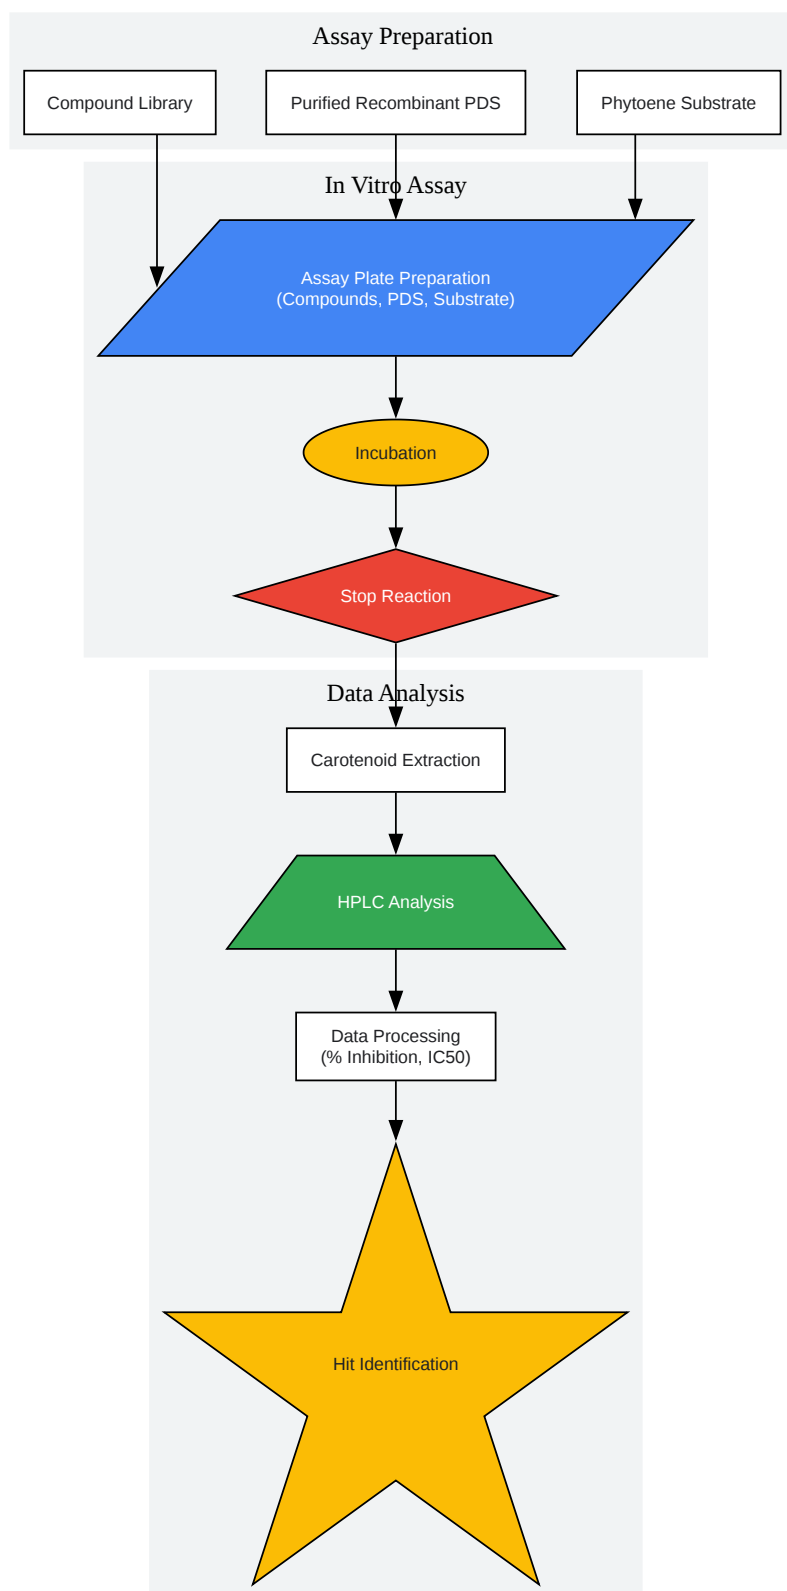 Assay Preparation
Compound Library
Purified Recombinant PDS
Phytoene Substrate
In Vitro Assay
Assay Plate Preparation
(Compounds, PDS, Substrate)
Incubation
Stop Reaction
Data Analysis
Carotenoid Extraction
HPLC Analysis
Data Processing
(% Inhibition, IC50)
Hit Identification